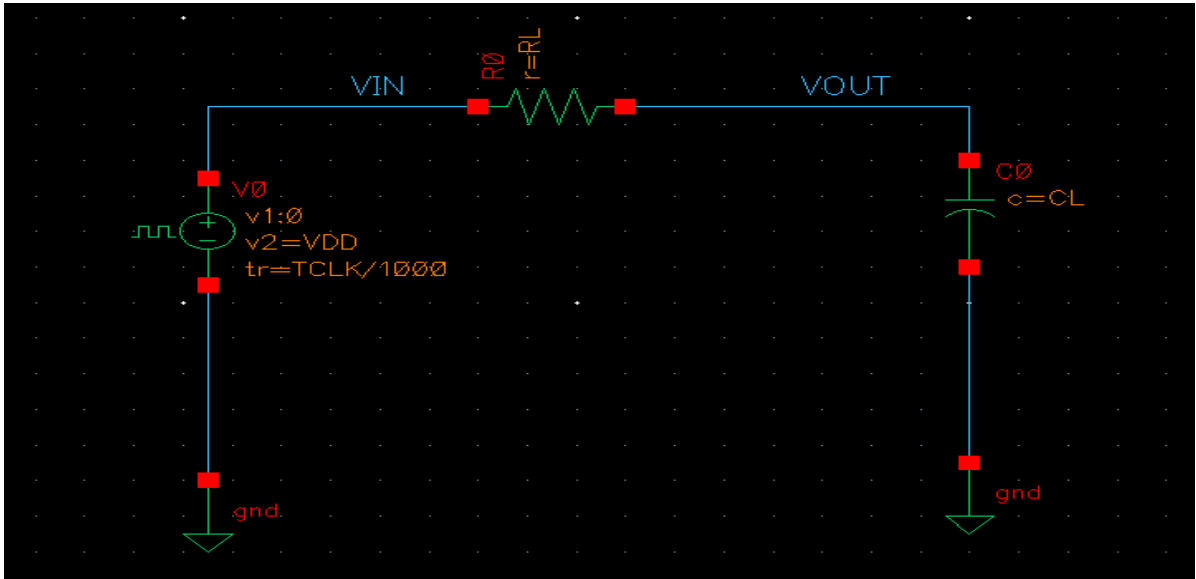 VIN
R0
r=RL
VOUT
V0
v1:0
v2=VDD
tr=TCLK/1000
C0
c=CL
gnd
gnd